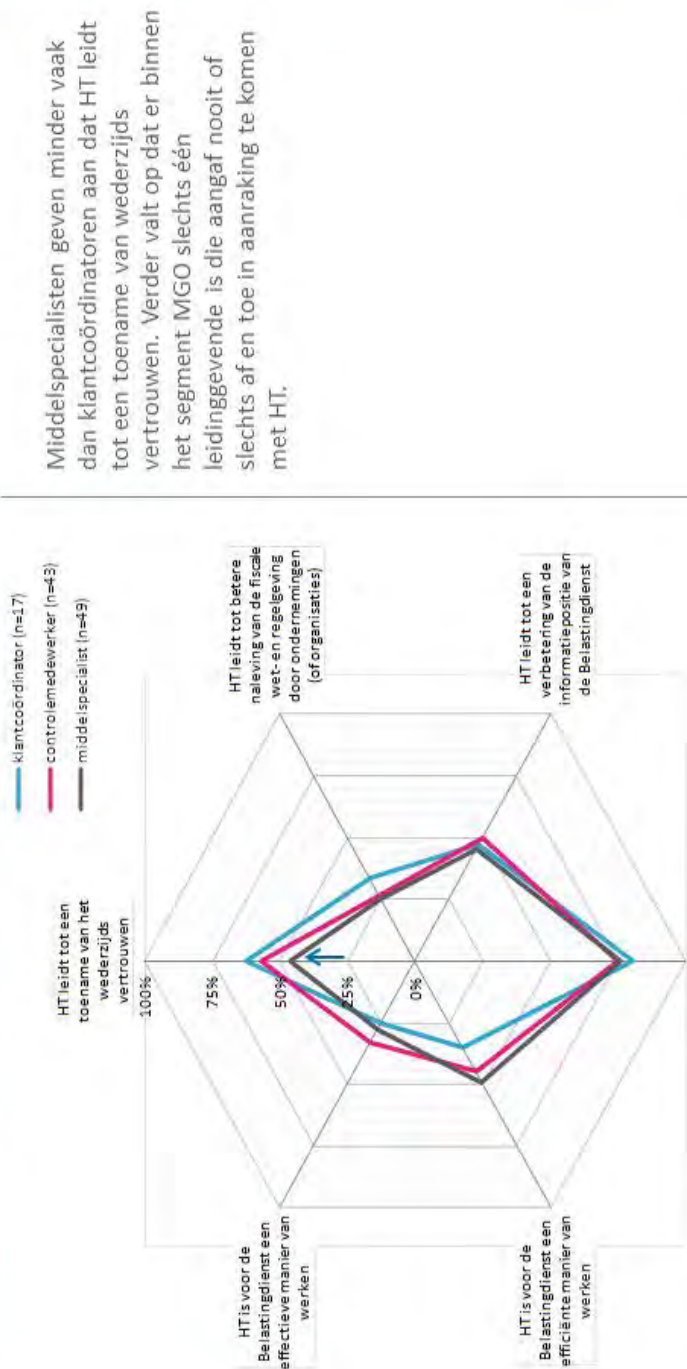 klantcoördinator (n=17)
controlemedewerker (n=43)
middelspecialist (n=49)
HT leidt tot een
toename van het
wederzijds
vertrouwen
100%
75%
50%
25%
0%
HT leidt tot betere
naleving van de fiscale
wet- en regelgeving
door ondernemingen
(of organisaties)
HT leidt tot een
verbetering van de
informatiepositie van
de Belastingdienst
HT is voor de
Belastingdienst een
efficiënte manier van
werken
HT is voor de
Belastingdienst een
effectieve manier van
werken
Middelspecialisten geven minder vaak
dan klantcoördinatoren aan dat HT leidt
tot een toename van wederzijds
vertrouwen. Verder valt op dat er binnen
het segment MGO slechts één
leidinggevende is die aangaf nooit of
slechts af en toe in aanraking te komen
met HT.